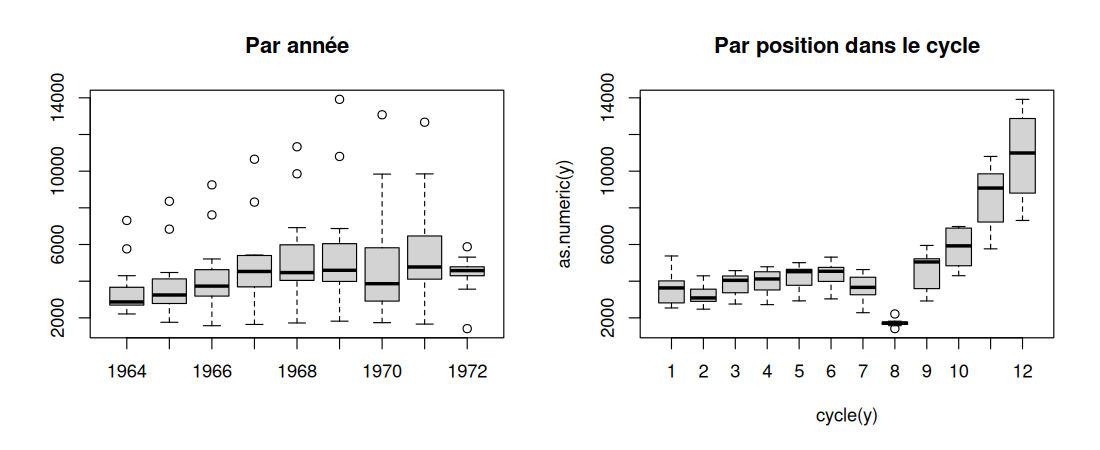 Par année
14000
10000
6000
2000
1964 1966 1968 1970 1972
Par position dans le cycle
as.numeric(y)
14000
10000
6000
2000
1 2 3 4 5 6 7 8 9 10 12
cycle(y)